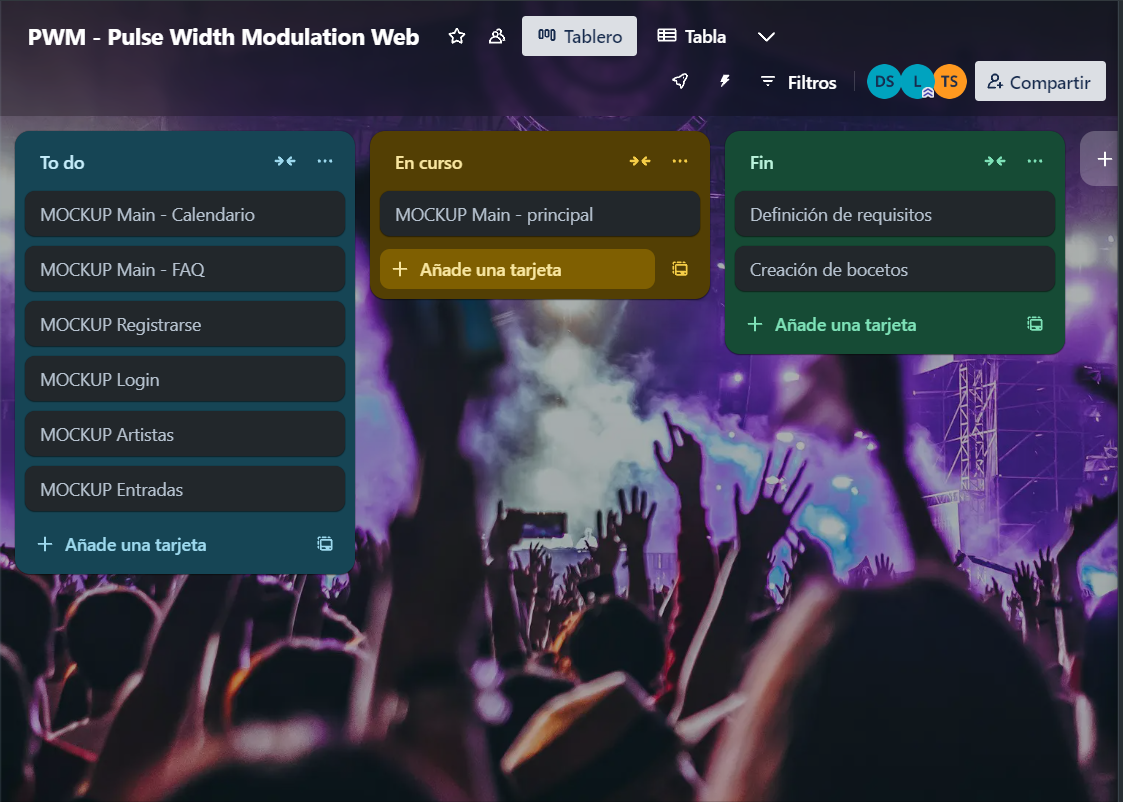 PWM - Pulse Width Modulation Web
Tablero
Tabla
Filtros
DS
L
TS
Compartir
To do
MOCKUP Main - Calendario
MOCKUP Main - FAQ
MOCKUP Registrarse
MOCKUP Login
MOCKUP Artistas
MOCKUP Entradas
Añade una tarjeta
En curso
MOCKUP Main - principal
Añade una tarjeta
Fin
Definición de requisitos
Creación de bocetos
Añade una tarjeta